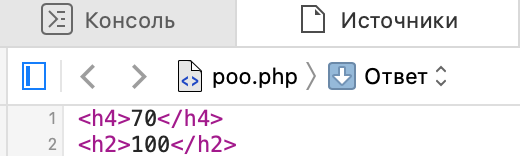 Консоль Источники
poo.php Ответ
1 <h4>70</h4>
2 <h2>100</h2>